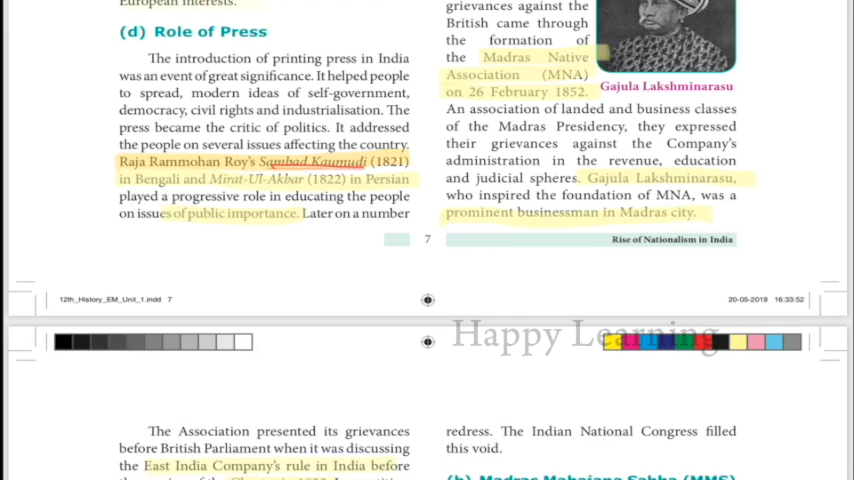 European interests.
(d) Role of Press
The introduction of printing press in India
was an event of great significance. It helped people
to spread, modern ideas of self-government,
democracy, civil rights and industrialisation. The
press became the critic of politics. It addressed
the people on several issues affecting the country.
Raja Rammohan Roy's Sambad Kaumudi (1821)
in Bengali and Mirat-Ul-Akbar (1822) in Persian
played a progressive role in educating the people
on issues of public importance. Later on a number
grievances against the
British came through
the formation of
the Madras Native
Association (MNA)
on 26 February 1852.
Gajula Lakshminarasu
An association of landed and business classes
of the Madras Presidency, they expressed
their grievances against the Company's
administration in the revenue, education
and judicial spheres. Gajula Lakshminarasu,
who inspired the foundation of MNA, was a
prominent businessman in Madras city.
7
Rise of Nationalism in India
12th_History_EM_Unit_1.indd 7
20-05-2019 16:33:52
Happy Learning
The Association presented its grievances
before British Parliament when it was discussing
the East India Company's rule in India before
redress. The Indian National Congress filled
this void.
(b) Madras Mahajana Sabha (MMS)